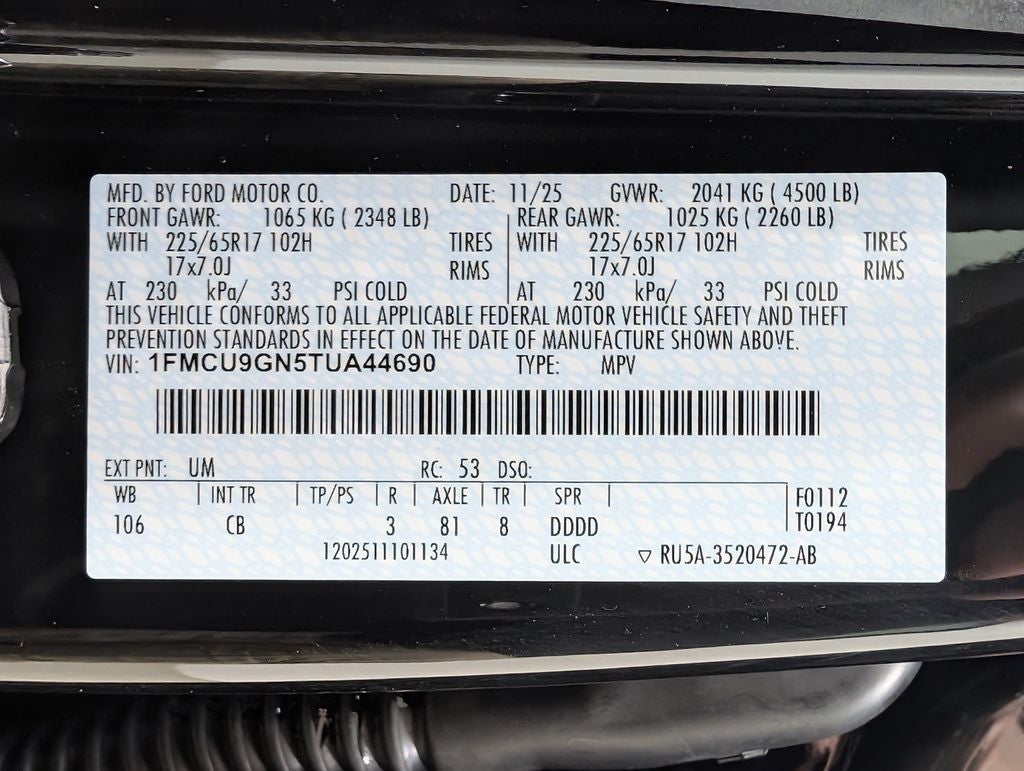 MFD. BY FORD MOTOR CO. DATE: 11/25 GVWR: 2041 KG ( 4500 LB)
FRONT GAWR: 1065 KG ( 2348 LB) REAR GAWR: 1025 KG ( 2260 LB)
WITH 225/65R17 102H TIRES WITH 225/65R17 102H TIRES
17x7.0J RIMS 17x7.0J RIMS
AT 230 kPa/ 33 PSI COLD AT 230 kPa/ 33 PSI COLD
THIS VEHICLE CONFORMS TO ALL APPLICABLE FEDERAL MOTOR VEHICLE SAFETY AND THEFT
PREVENTION STANDARDS IN EFFECT ON THE DATE OF MANUFACTURE SHOWN ABOVE.
VIN: 1FMCU9GN5TUA44690 TYPE: MPV
EXT PNT: UM RC: 53 DSO:
WB INT TR TP/PS R AXLE TR SPR F0112
106 CB 3 81 8 DDDD T0194
1202511101134 ULC ▽ RU5A-3520472-AB